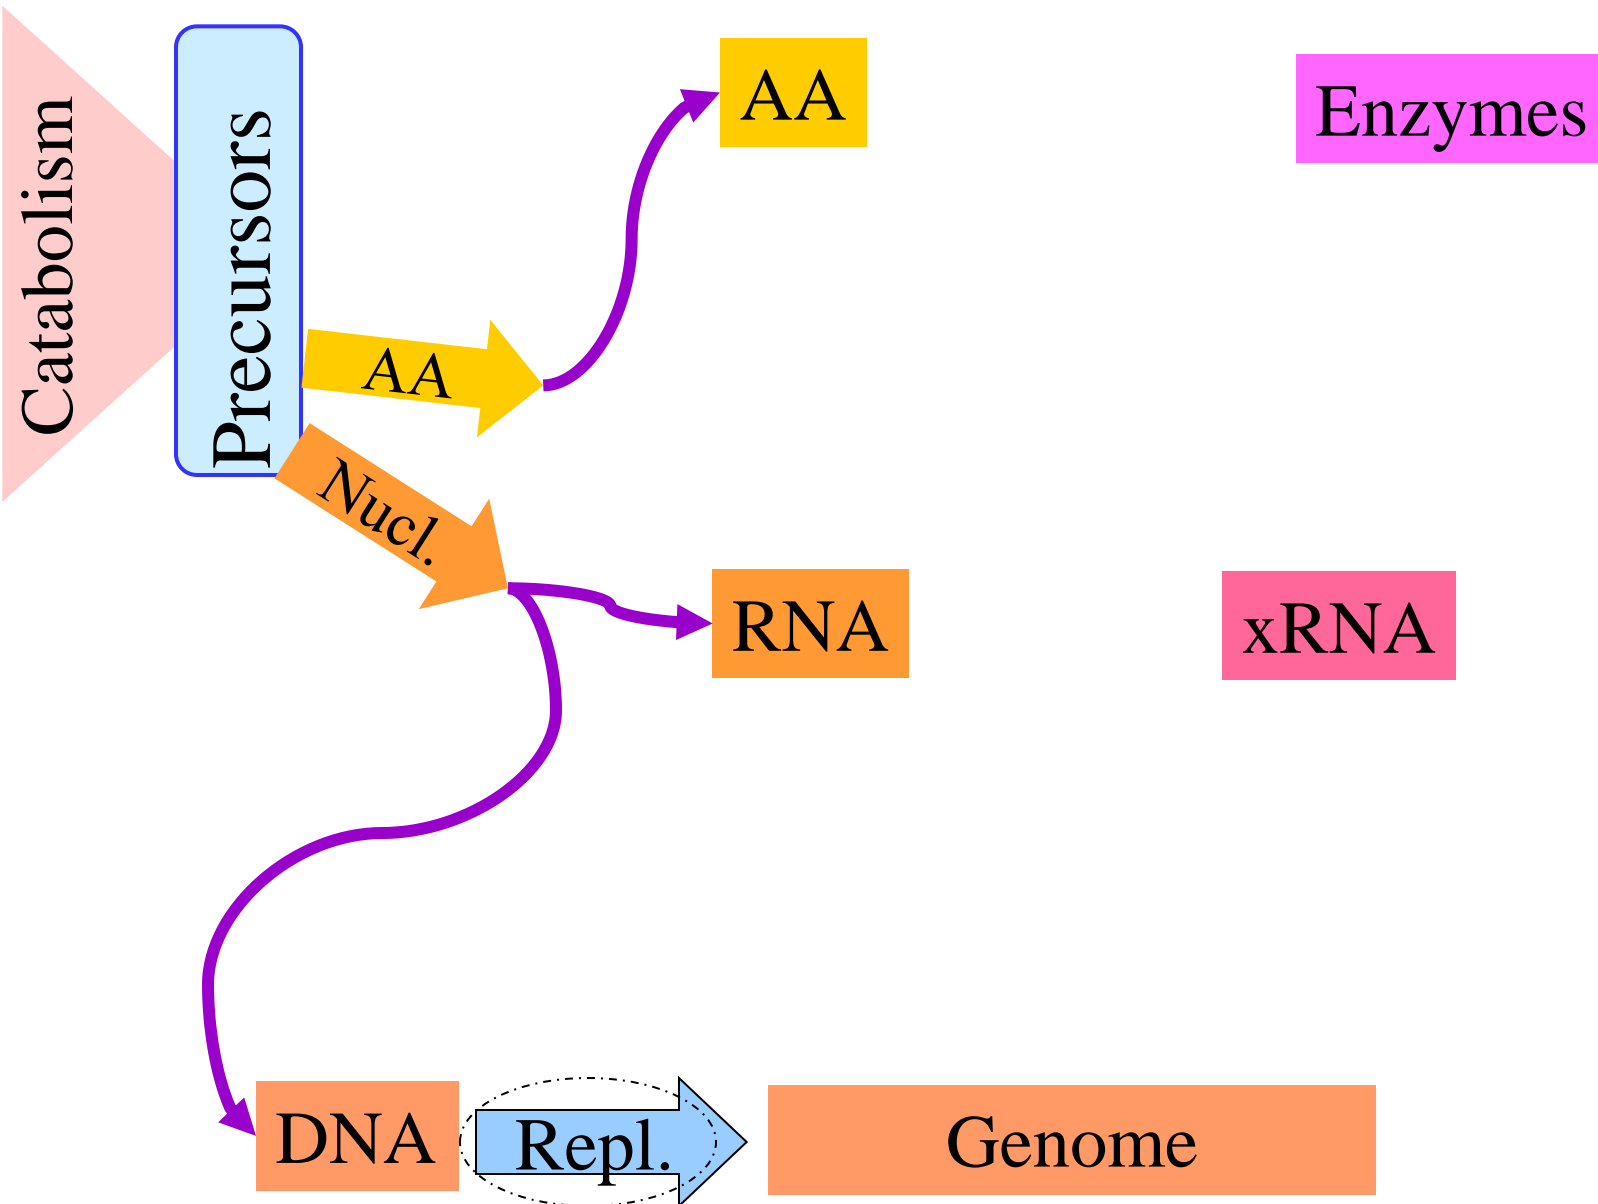 Catabolism
Precursors
AA
Enzymes
AA
Nucl.
RNA
xRNA
DNA
Repl.
Genome